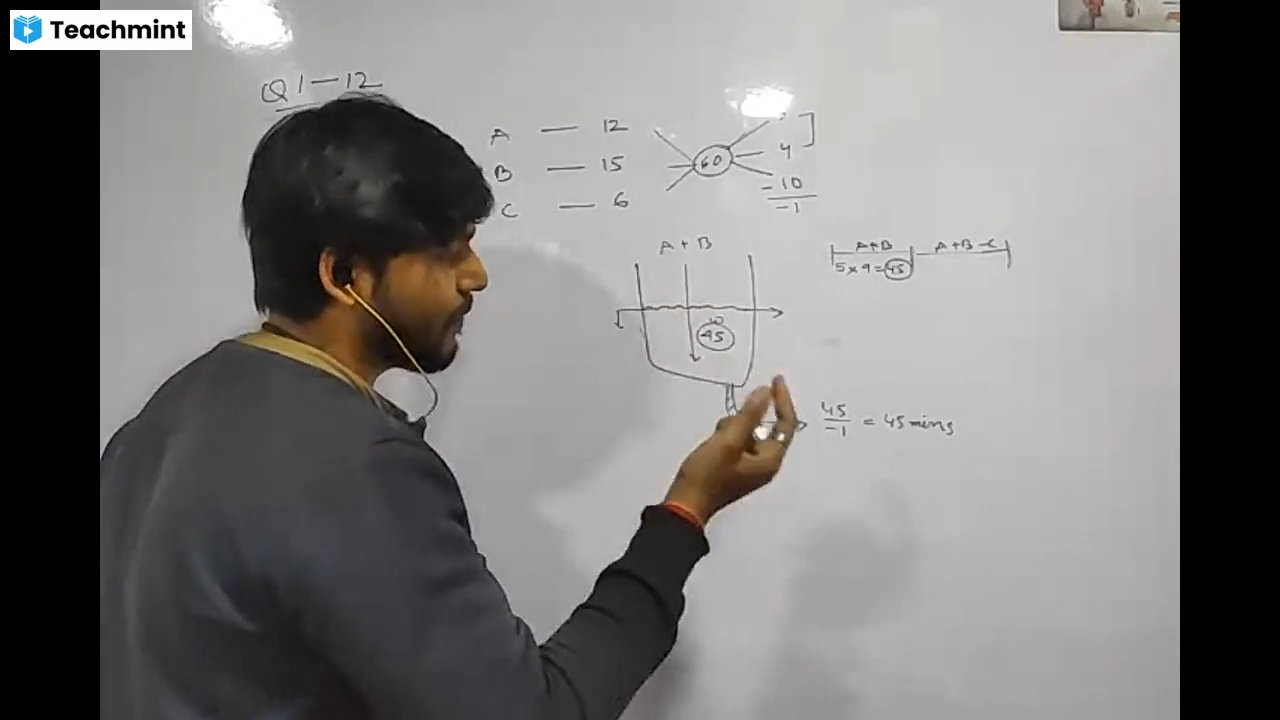 Teachmint
Q1 — 12
A — 12
B — 15
C — 6
60
4
-10
-1
A + B
W
45
A+B
A+B-C
5 x 9 = 45
45
-1
= 45 mins